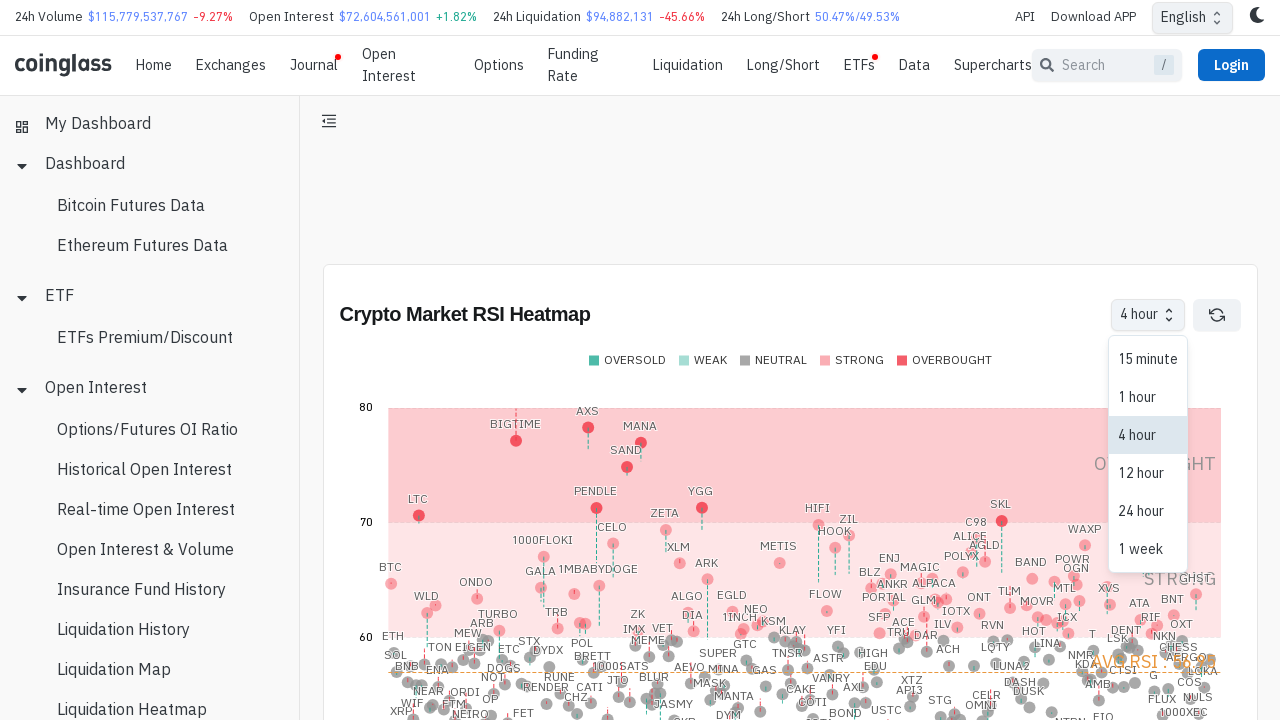 24h Volume $115,779,537,767 -9.27% Open Interest $72,604,561,001 +1.82% 24h Liquidation $94,882,131 -45.66% 24h Long/Short 50.47%/49.53% API Download APP English
coinglass Home Exchanges Journal Open Interest Options Funding Rate Liquidation Long/Short ETFs Data Supercharts Search / Login
My Dashboard
Dashboard
Bitcoin Futures Data
Ethereum Futures Data
ETF
ETFs Premium/Discount
Open Interest
Options/Futures OI Ratio
Historical Open Interest
Real-time Open Interest
Open Interest & Volume
Insurance Fund History
Liquidation History
Liquidation Map
Liquidation Heatmap
Crypto Market RSI Heatmap
4 hour
15 minute
1 hour
4 hour
12 hour
24 hour
1 week
OVERSOLD WEAK NEUTRAL STRONG OVERBOUGHT
80
AXS
BIGTIME MANA
SAND
PENDLE YGG
LTC
HIFI SKL
ZETA ZIL
70
CELO C98
HOOK WAXP
1000FLOKI XLM METIS ALICE AGLD
POLYX POWR
BTC GALA 1MBABYDOGE ARK BLZ ENJ MAGIC BAND OGN
STRONG
GHST
ONDO ANKR ALPACA TLM MTL XVS
WLD ALGO EGLD FLOW PORTAL GLM ONT MOVR ATA BNT
TURBO TRB ZK DIA 1INCH NEO SFP IOTX ICX RIF
ARB IMX VET KSM ACE ILV RVN OXT
60
ETH MEW STX POL MEME GTC KLAY YFI TRU DAR HOT T LSK DENT NKN
SOL TON EIGEN ETC DYDX BRETT SUPER TNSR ASTR HIGH ACH LQTY LINA NMR CHESS
BNB ENA DOGS 1000SATS AEVO MINA GAS EDU LUNA2 KDA AERGO
AVG RSI
NOT RUNE JTO BLUR MASK VANRY XTZ DASH AMB CTSI G LOKA
NEAR ORDI OP RENDER CATI CHZ MANTA CAKE AXL API3 CELR DUSK FLUX COS NULS
XRP WIF FTM NEIRO FET JASMY DYM COTI BOND USTC STG OMNI 1000XEC